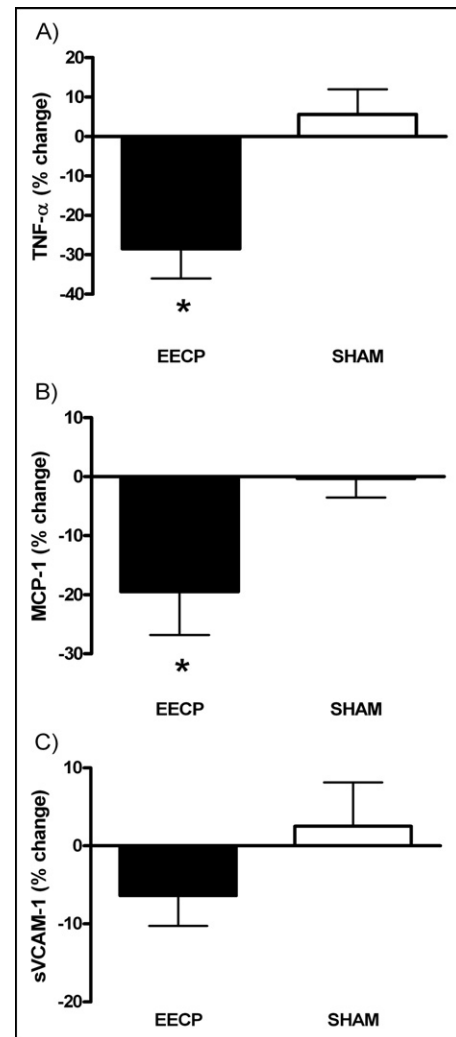 A)
TNF-α (% change)
20
10
0
-10
-20
-30
-40
*
EECP SHAM
B)
MCP-1 (% change)
10
0
-10
-20
-30
*
EECP SHAM
C)
sVCAM-1 (% change)
10
0
-10
-20
EECP SHAM